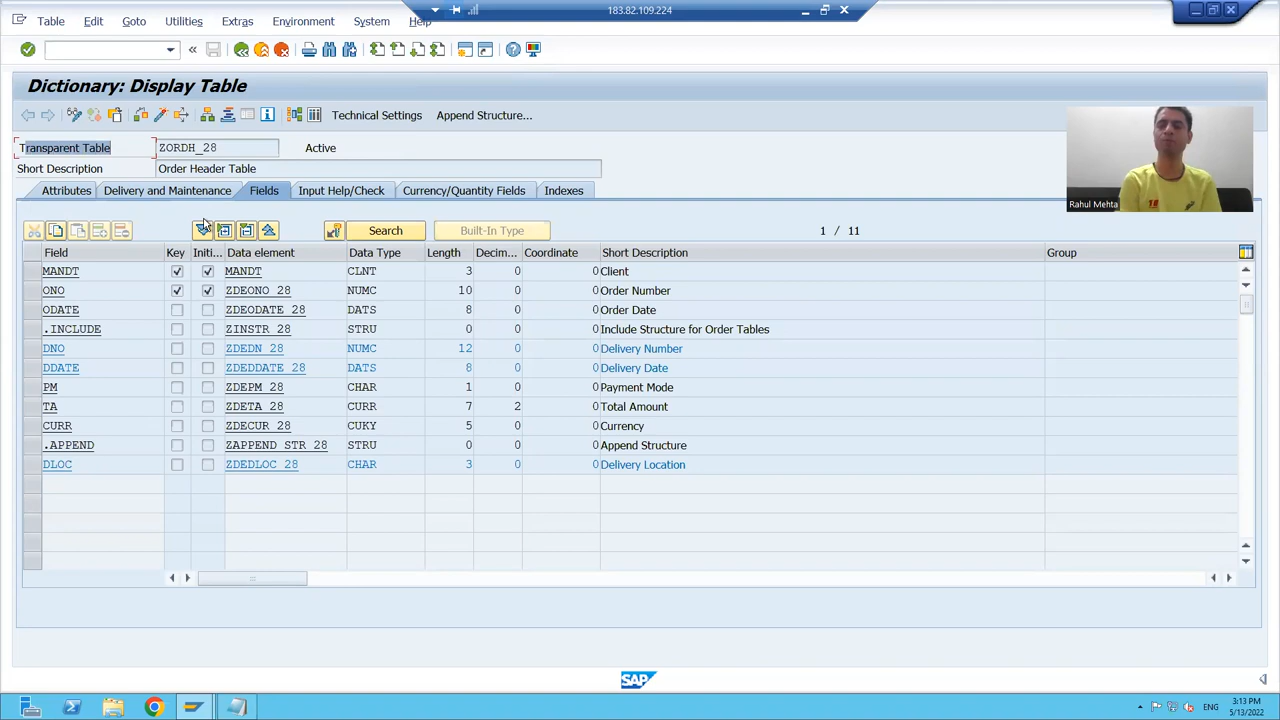 183.82.109.224
Table Edit Goto Utilities Extras Environment System Help
Dictionary: Display Table
Technical Settings Append Structure...
Transparent Table ZORDH_28 Active
Short Description Order Header Table
Attributes Delivery and Maintenance Fields Input Help/Check Currency/Quantity Fields Indexes
Search Built-In Type 1 / 11
Field Key Initi... Data element Data Type Length Decim... Coordinate Short Description Group
MANDT MANDT CLNT 3 0 0 Client
ONO ZDEONO_28 NUMC 10 0 0 Order Number
ODATE ZDEODATE_28 DATS 8 0 0 Order Date
.INCLUDE ZINSTR_28 STRU 0 0 0 Include Structure for Order Tables
DNO ZDEDN_28 NUMC 12 0 0 Delivery Number
DDATE ZDEDDATE_28 DATS 8 0 0 Delivery Date
PM ZDEPM_28 CHAR 1 0 0 Payment Mode
TA ZDETA_28 CURR 7 2 0 Total Amount
CURR ZDECUR_28 CUKY 5 0 0 Currency
.APPEND ZAPPEND_STR_28 STRU 0 0 0 Append Structure
DLOC ZDEDLOC_28 CHAR 3 0 0 Delivery Location
Rahul Mehta
SAP
ENG
3:13 PM
5/13/2022